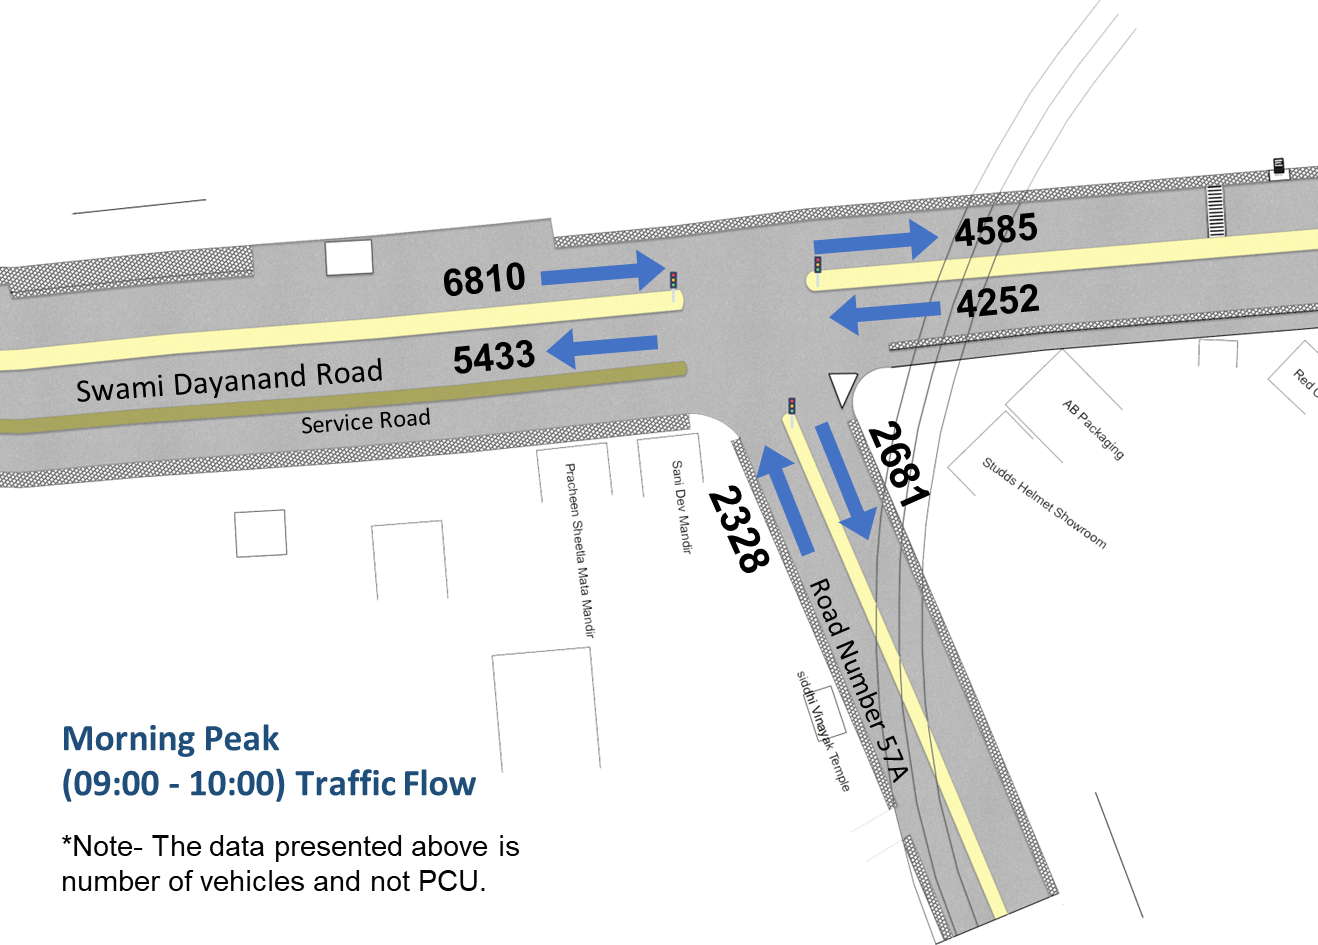 4585
6810
4252
5433
Swami Dayanand Road
Service Road
2681
2328
AB Packaging
Studds Helmet Showroom
Pracheen Sheetla Mata Mandir
Sani Dev Mandir
Road Number 57A
siddhi Vinayak Temple
Morning Peak
(09:00 - 10:00) Traffic Flow
*Note- The data presented above is
number of vehicles and not PCU.
Red